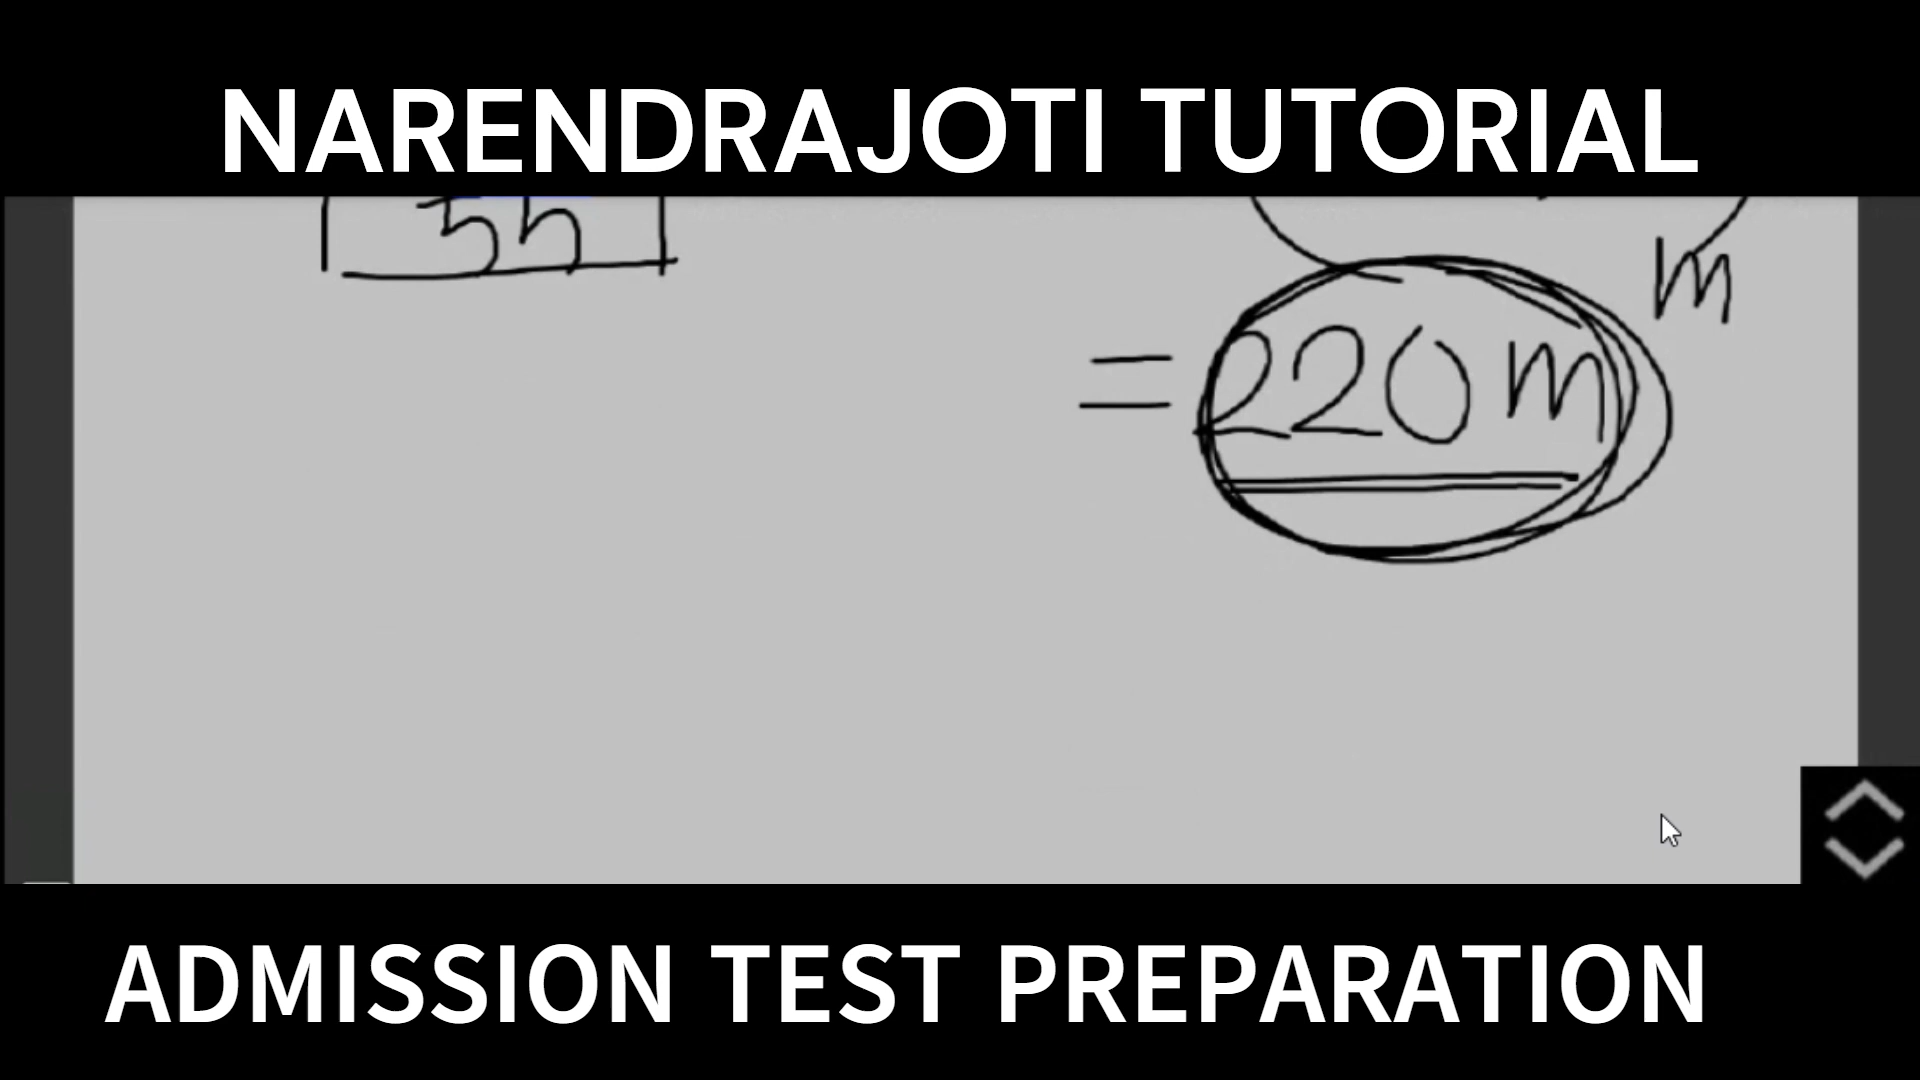 NARENDRAJOTI TUTORIAL
55
m
= 220 m
ADMISSION TEST PREPARATION